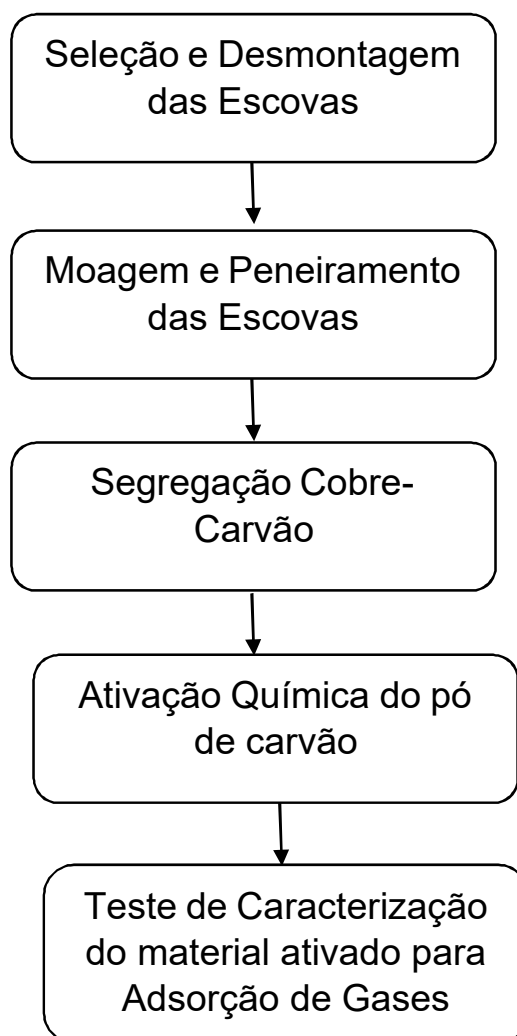 Seleção e Desmontagem
das Escovas
Moagem e Peneiramento
das Escovas
Segregação Cobre-
Carvão
Ativação Química do pó
de carvão
Teste de Caracterização
do material ativado para
Adsorção de Gases